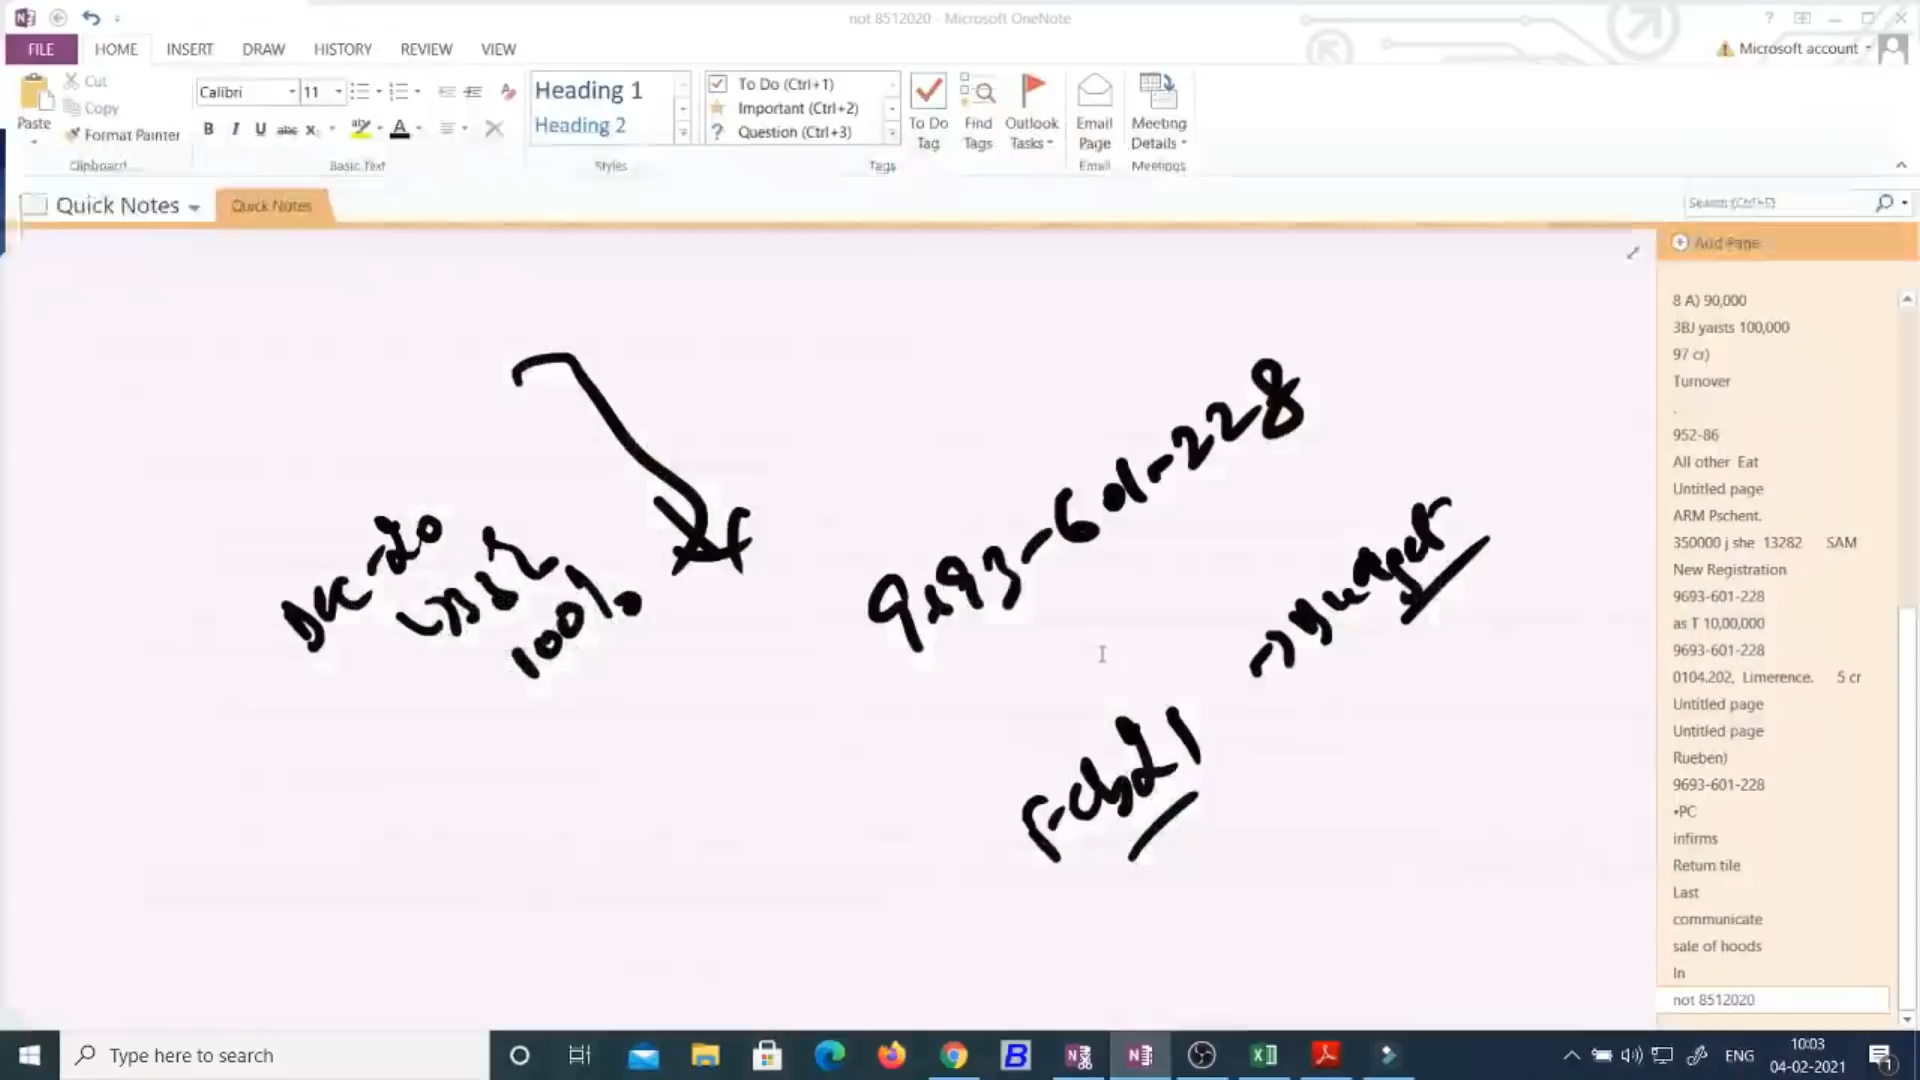 not 8512020 - Microsoft OneNote
FILE HOME INSERT DRAW HISTORY REVIEW VIEW
Microsoft account
Paste
Cut
Copy
Format Painter
Clipboard
Calibri 11
B I U abc X
Basic Text
Heading 1
Heading 2
Styles
To Do (Ctrl+1)
Important (Ctrl+2)
Question (Ctrl+3)
Tags
To Do Tag
Find Tags
Outlook Tasks
Email Page
Email
Meeting Details
Meetings
Quick Notes
Quick Notes
Search (Ctrl+E)
Add Page
8 A) 90,000
3BJ yaists 100,000
97 cr)
Turnover
.
952-86
All other Eat
Untitled page
ARM Pschent.
350000 j she 13282 SAM
New Registration
9693-601-228
as T 10,00,000
9693-601-228
0104.202, Limerence. 5 cr
Untitled page
Untitled page
Rueben)
9693-601-228
•PC
infirms
Return tile
Last
communicate
sale of hoods
In
not 8512020
-20
100%
9693-601-228
Feb21
Type here to search
ENG
10:03
04-02-2021
1